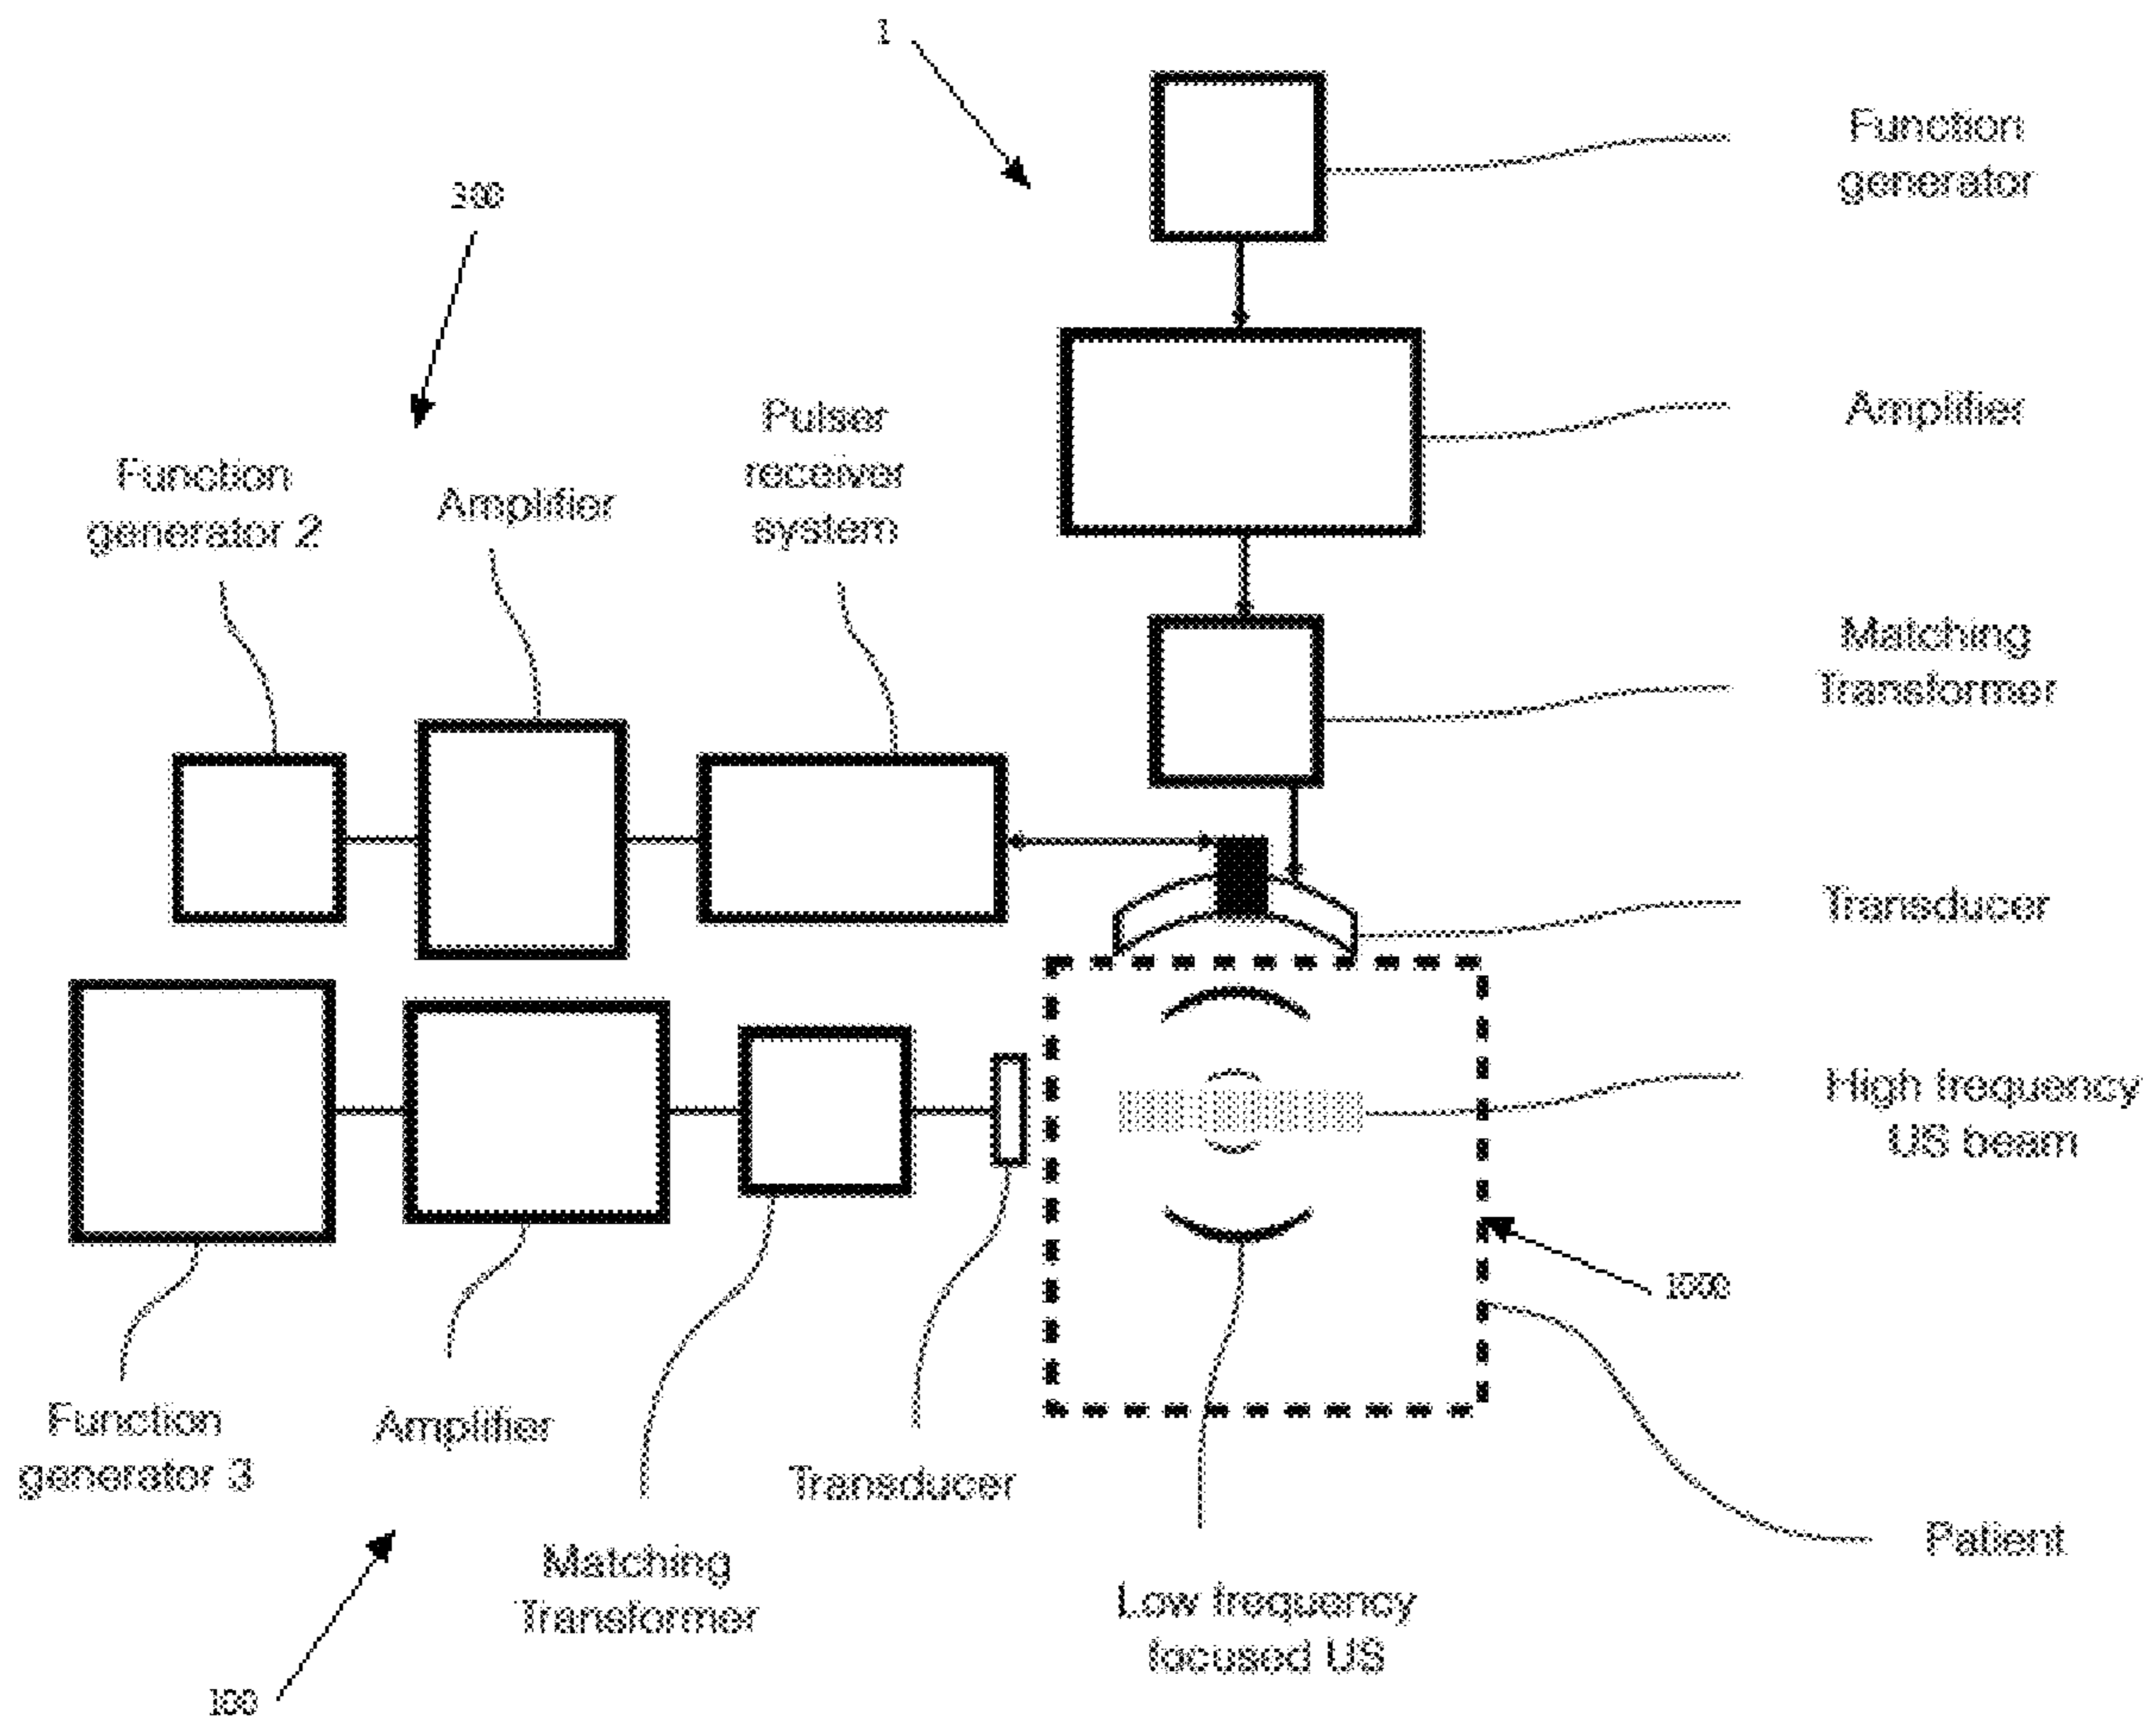 1
Function
generator
300
Amplifier
Pulser
receiver
system
Function
generator 2
Amplifier
Matching
Transformer
Transducer
High frequency
US beam
1000
Function
generator 3
Amplifier
Transducer
Patient
Matching
Transformer
Low frequency
focused US
100